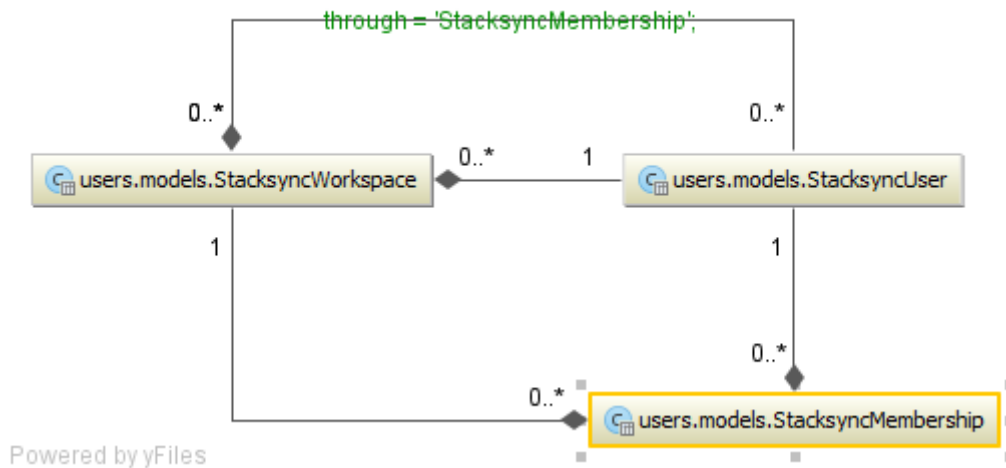 through = 'StacksyncMembership';
0..*
0..*
0..*
1
users.models.StacksyncWorkspace
users.models.StacksyncUser
1
1
0..*
0..*
users.models.StacksyncMembership
Powered by yFiles